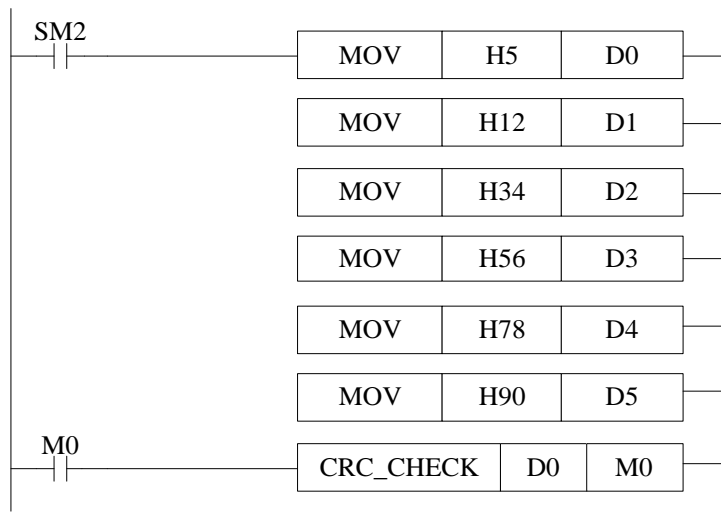 SM2
MOV H5 D0
MOV H12 D1
MOV H34 D2
MOV H56 D3
MOV H78 D4
MOV H90 D5
M0
CRC_CHECK D0 M0